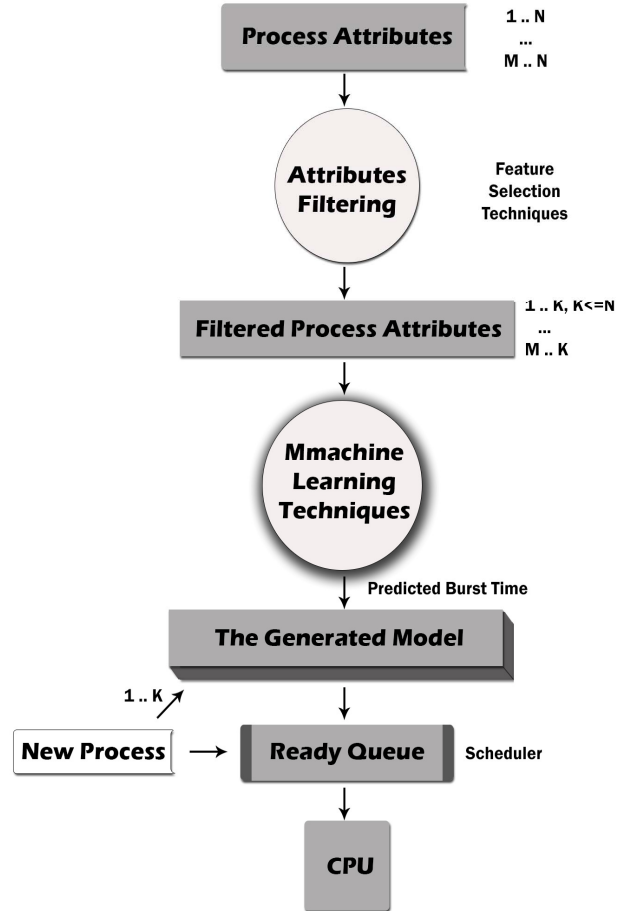 Process Attributes
1 .. N
...
M .. N
Attributes
Filtering
Feature
Selection
Techniques
Filtered Process Attributes
1 .. K, K<=N
...
M .. K
Mmachine
Learning
Techniques
Predicted Burst Time
The Generated Model
1 .. K
New Process
Ready Queue
Scheduler
CPU